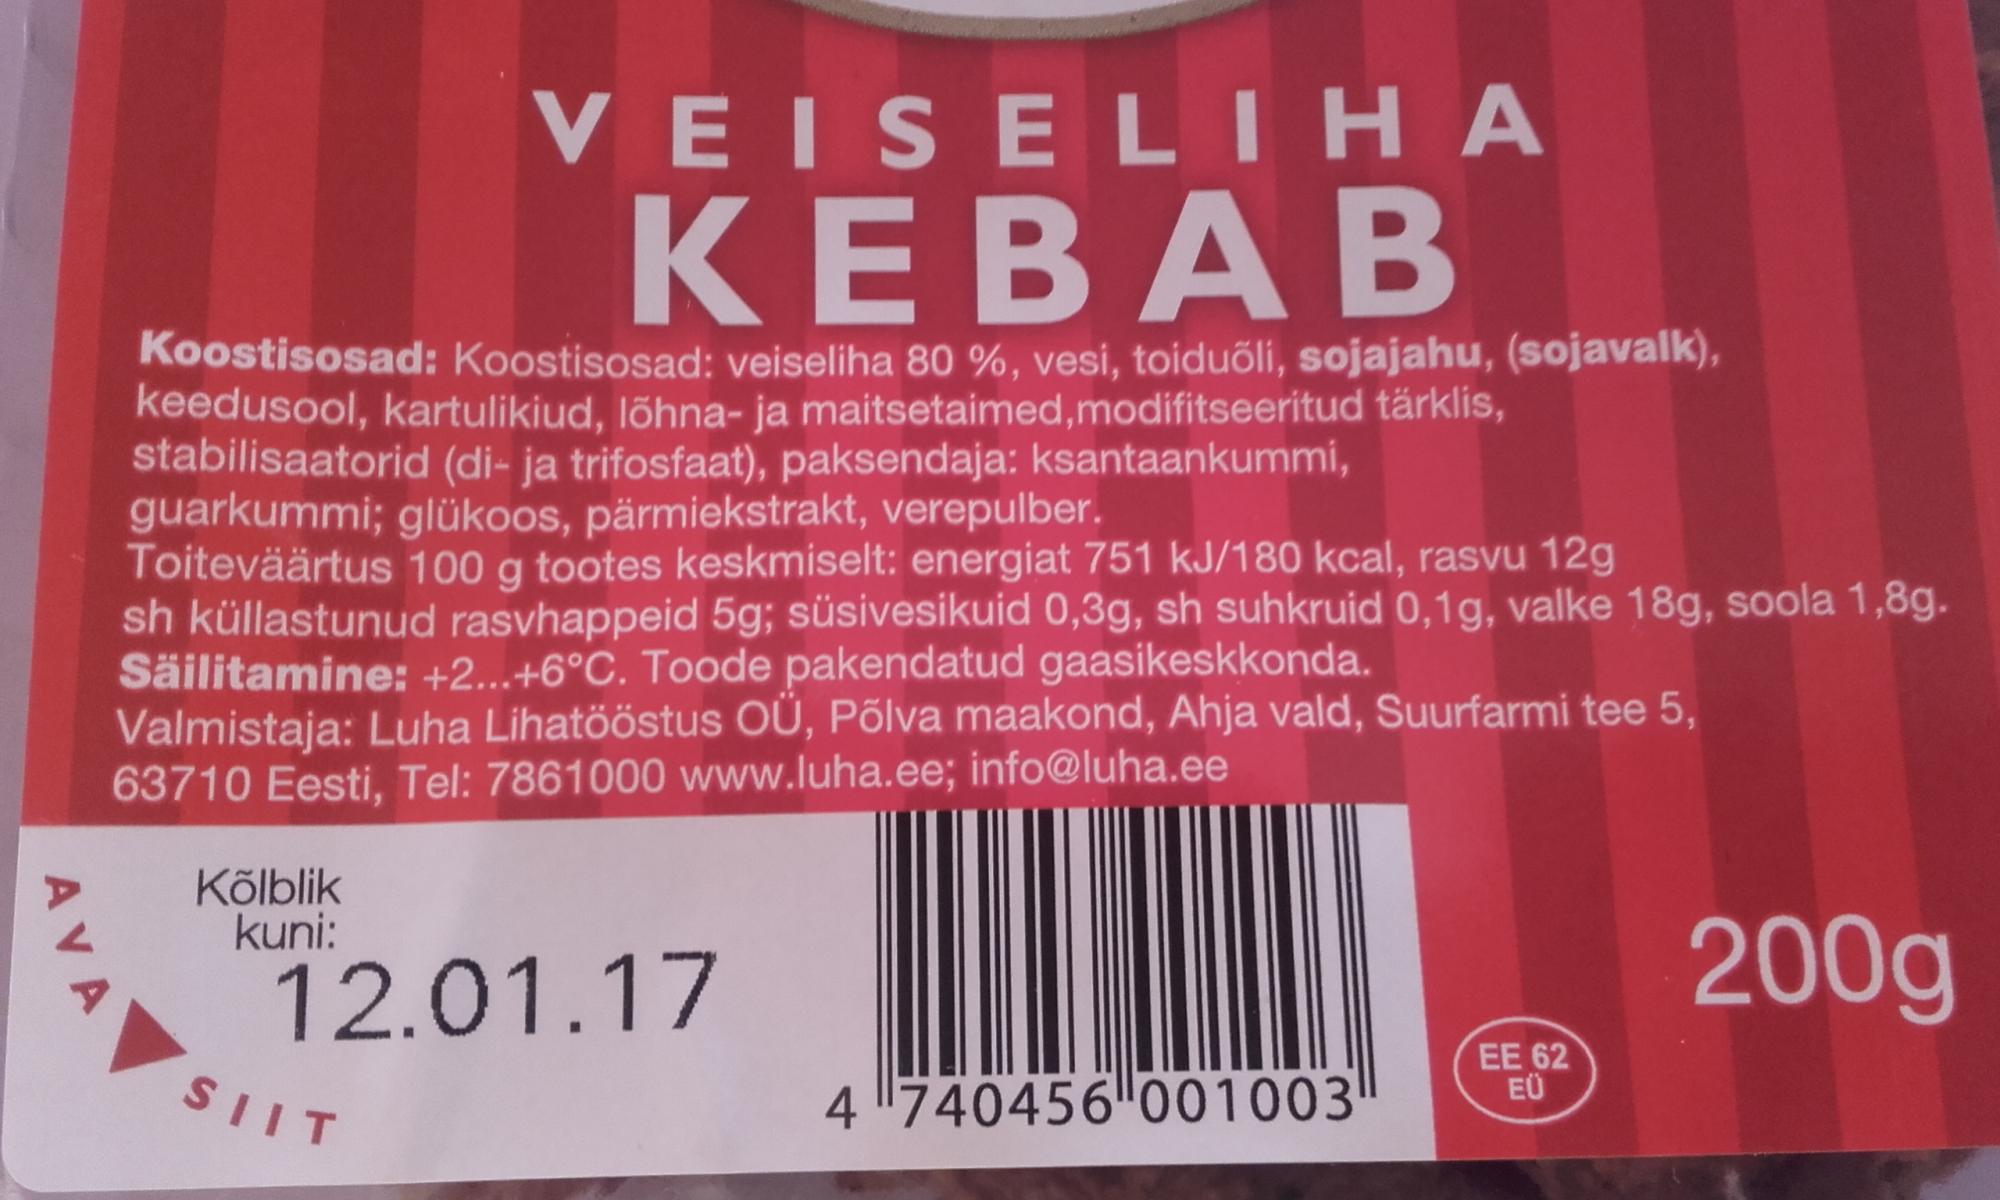 VEISELIHA
KEBAB
Koostisosad: Koostisosad: veiseliha 80 %, vesi, toiduõli, sojajahu, (sojavalk),
keedusool, kartulikiud, lõhna- ja maitsetaimed,modifitseeritud tärklis,
stabilisaatorid (di- ja trifosfaat), paksendaja: ksantaankummi,
guarkummi; glükoos, pärmiekstrakt, verepulber.
Toiteväärtus 100 g tootes keskmiselt: energiat 751 kJ/180 kcal, rasvu 12g
sh küllastunud rasvhappeid 5g; süsivesikuid 0,3g, sh suhkruid 0,1g, valke 18g, soola 1,8g.
Säilitamine: +2...+6°C. Toode pakendatud gaasikeskkonda.
Valmistaja: Luha Lihatööstus OÜ, Põlva maakond, Ahja vald, Suurfarmi tee 5,
63710 Eesti, Tel: 7861000 www.luha.ee; info@luha.ee
AVA SIIT
Kõlblik
kuni:
12.01.17
4 740456 001003
EE 62
EÜ
200g